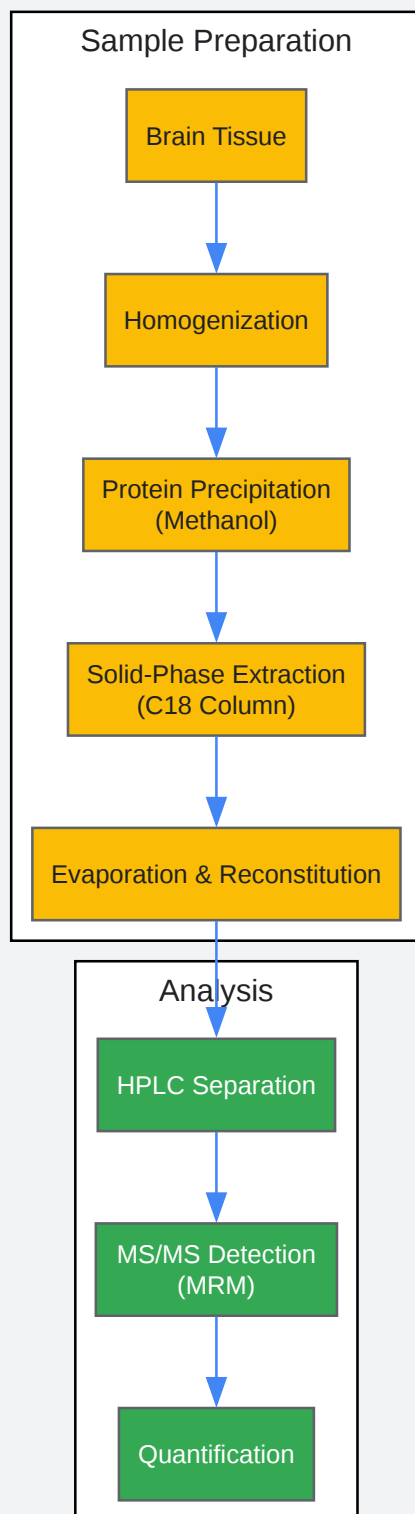 Sample Preparation
Brain Tissue
Homogenization
Protein Precipitation
(Methanol)
Solid-Phase Extraction
(C18 Column)
Evaporation & Reconstitution
Analysis
HPLC Separation
MS/MS Detection
(MRM)
Quantification